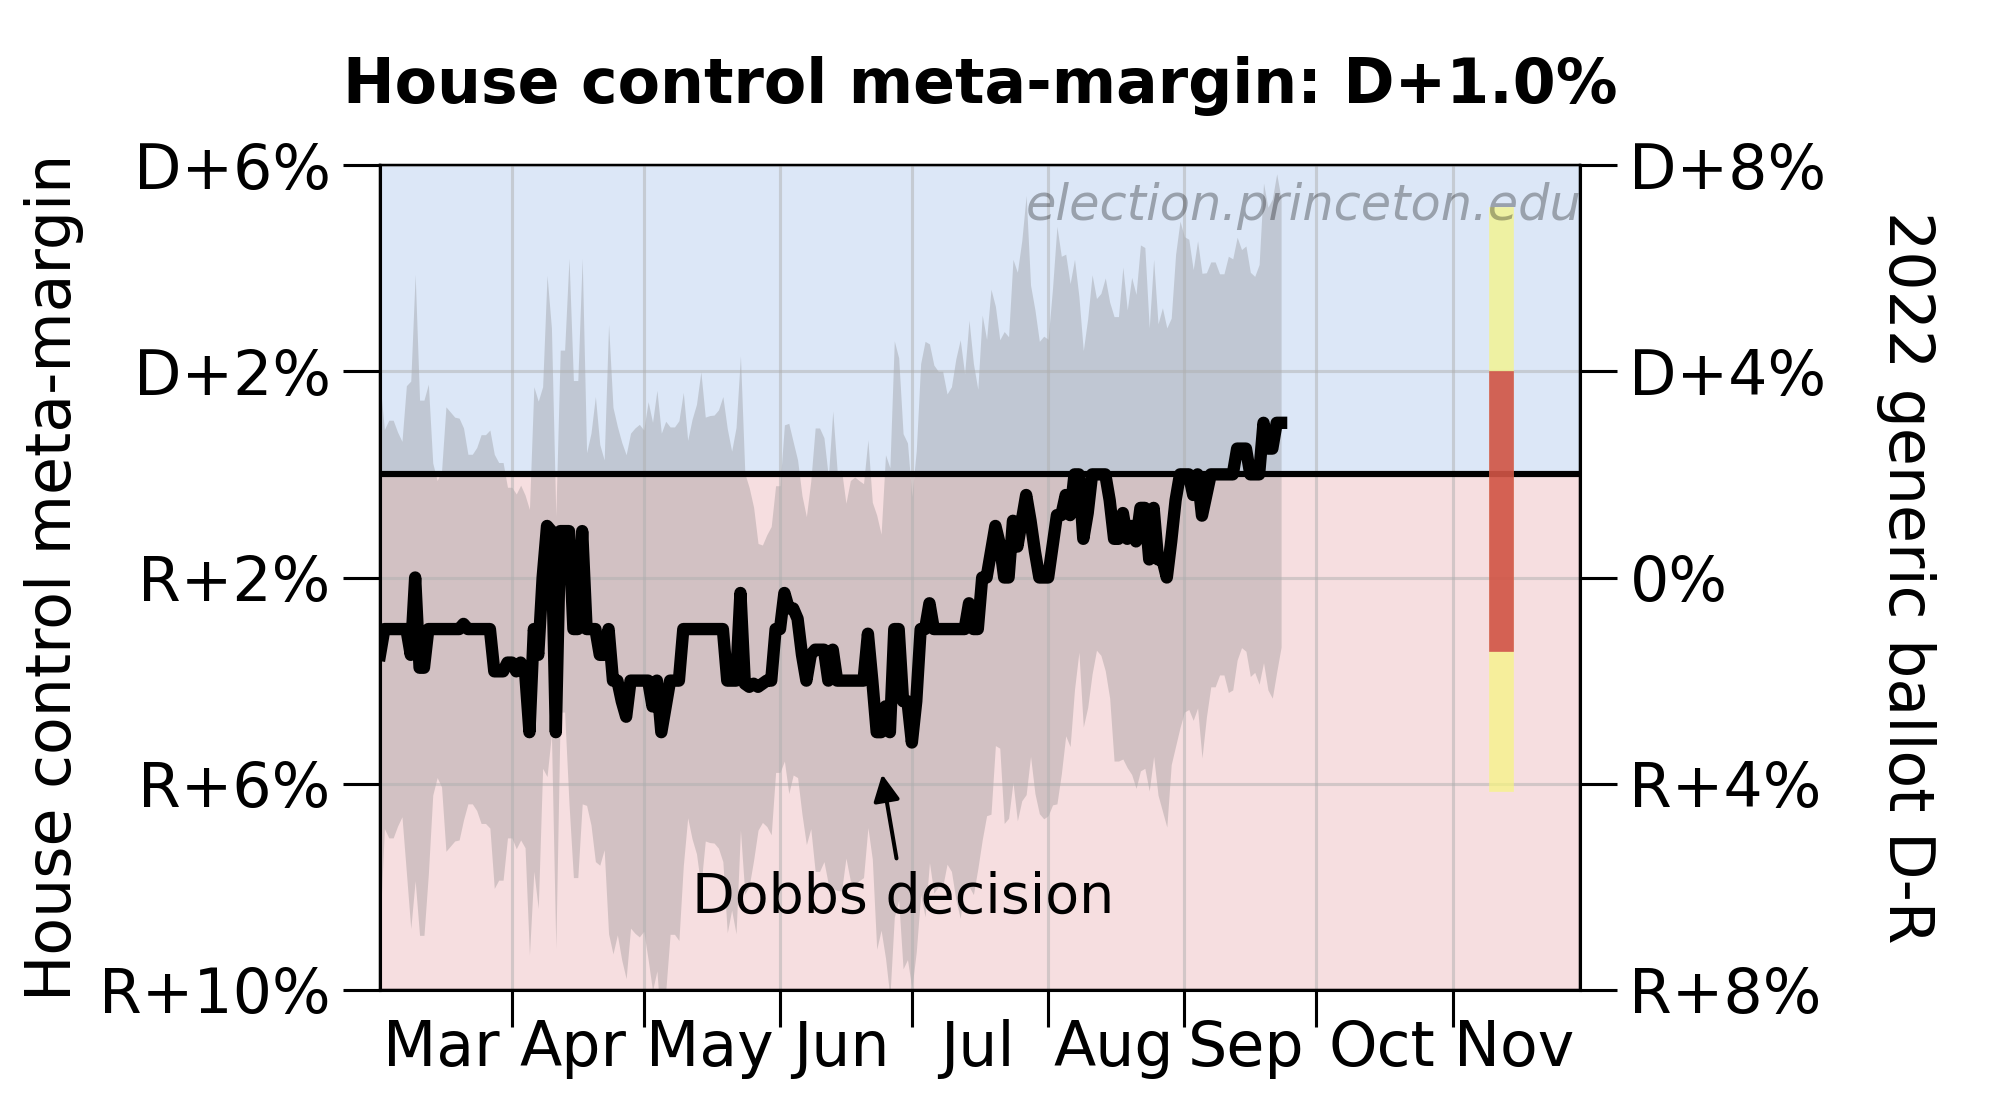 House control meta-margin: D+1.0%
House control meta-margin
D+6%
D+2%
R+2%
R+6%
R+10%
election.princeton.edu
Dobbs decision
D+8%
D+4%
0%
R+4%
R+8%
2022 generic ballot D-R
Mar Apr May Jun Jul Aug Sep Oct Nov